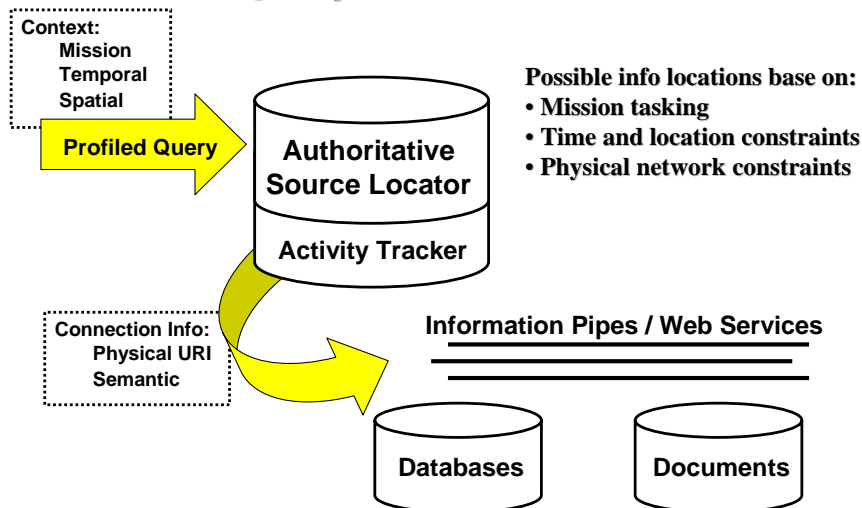 Context:
Mission
Temporal
Spatial
Profiled Query
Authoritative
Source Locator
Activity Tracker
Possible info locations base on:
• Mission tasking
• Time and location constraints
• Physical network constraints
Connection Info:
Physical URI
Semantic
Information Pipes / Web Services
Databases
Documents